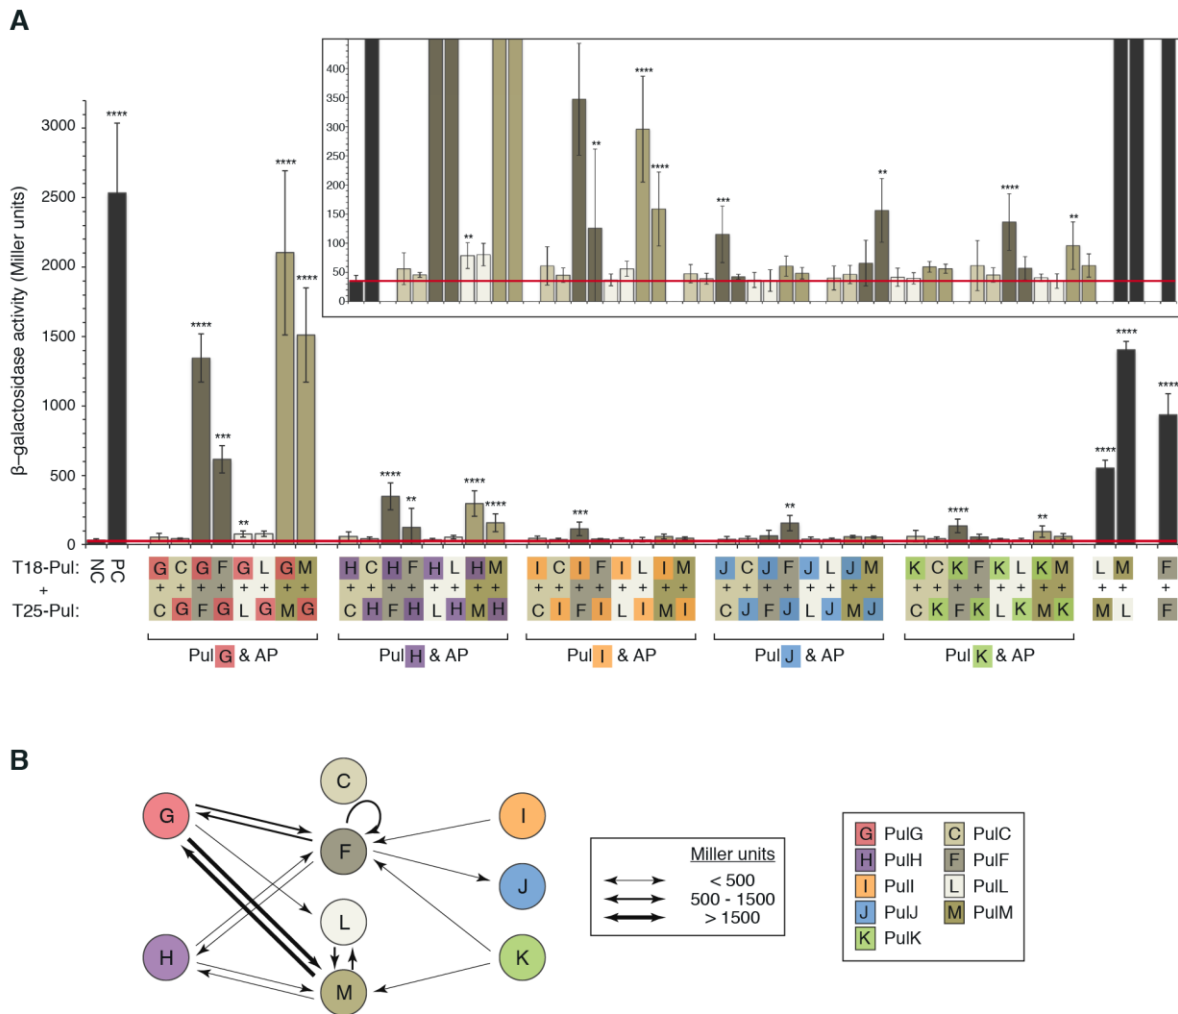 A
β-galactosidase activity (Miller units)
3000
2500
2000
1500
1000
500
0
400
350
300
250
200
150
100
50
0
**** **** *** ** **** ****
**** ** **** ****
***
**
**** **
**** **** ****
** ** **** **** *** ** **** **
NC PC
T18-Pul: G C G F G L G M H C H F H L H M I C I F I L I M J C J F J L J M K C K F K L K M L M F
+ + + + + + + + + + + + + + + + + + + + + + + + + + + + + + + + + + + + + + + + + + + +
T25-Pul: C G F G L G M G C H F H L H M H C I F I L I M I C J F J L J M J C K F K L K M K M L F
Pul G & AP Pul H & AP Pul I & AP Pul J & AP Pul K & AP
B
C
G
I
F
J
L
H
K
M
Miller units
< 500
500 - 1500
> 1500
G PulG C PulC
H PulH F PulF
I PulI L PulL
J PulJ M PulM
K PulK